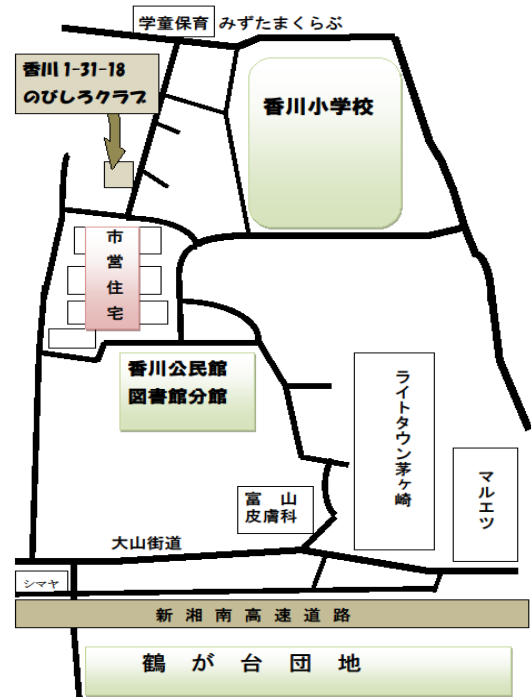 学童保育 みずたまくらぶ
香川1-31-18
のびしろクラブ
香川小学校
市営住宅
香川公民館
図書館分館
ライトタウン茅ヶ崎
マルエツ
富 山
皮膚科
大山街道
シマヤ
新湘南高速道路
鶴が台団地